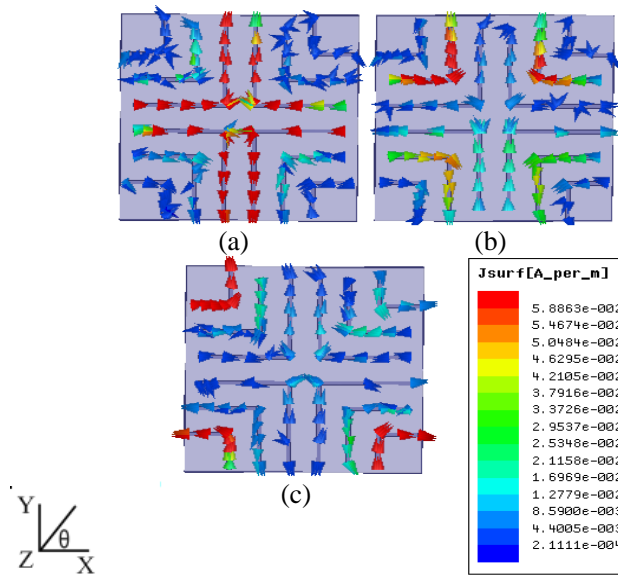 (a)
(b)
(c)
Jsurf[A_per_m]
5.8863e-002
5.4674e-002
5.0484e-002
4.6295e-002
4.2105e-002
3.7916e-002
3.3726e-002
2.9537e-002
2.5348e-002
2.1158e-002
1.6969e-002
1.2779e-002
8.5900e-003
4.4005e-003
2.1111e-004
Y
θ
Z
X